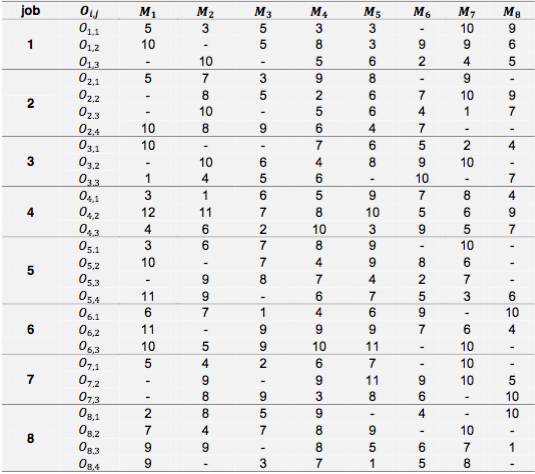 job O_{i,j} M_1 M_2 M_3 M_4 M_5 M_6 M_7 M_8
O_{1,1} 5 3 5 3 3 - 10 9
1 O_{1,2} 10 - 5 8 3 9 9 6
O_{1,3} - 10 - 5 6 2 4 5
O_{2,1} 5 7 3 9 8 - 9 -
2 O_{2,2} - 8 5 2 6 7 10 9
O_{2,3} - 10 - 5 6 4 1 7
O_{2,4} 10 8 9 6 4 7 - -
O_{3,1} 10 - - 7 6 5 2 4
3 O_{3,2} - 10 6 4 8 9 10 -
O_{3,3} 1 4 5 6 - 10 - 7
O_{4,1} 3 1 6 5 9 7 8 4
4 O_{4,2} 12 11 7 8 10 5 6 9
O_{4,3} 4 6 2 10 3 9 5 7
O_{5,1} 3 6 7 8 9 - 10 -
5 O_{5,2} 10 - 7 4 9 8 6 -
O_{5,3} - 9 8 7 4 2 7 -
O_{5,4} 11 9 - 6 7 5 3 6
O_{6,1} 6 7 1 4 6 9 - 10
6 O_{6,2} 11 - 9 9 9 7 6 4
O_{6,3} 10 5 9 10 11 - 10 -
O_{7,1} 5 4 2 6 7 - 10 -
7 O_{7,2} - 9 - 9 11 9 10 5
O_{7,3} - 8 9 3 8 6 - 10
O_{8,1} 2 8 5 9 - 4 - 10
8 O_{8,2} 7 4 7 8 9 - 10 -
O_{8,3} 9 9 - 8 5 6 7 1
O_{8,4} 9 - 3 7 1 5 8 -